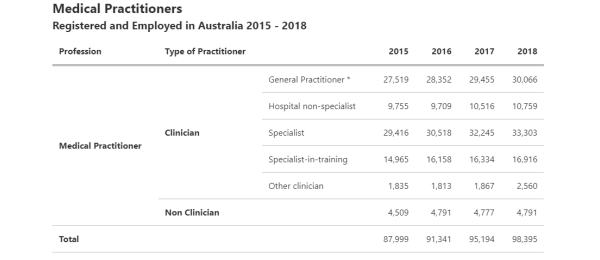 Medical Practitioners
Registered and Employed in Australia 2015 - 2018
Profession Type of Practitioner 2015 2016 2017 2018
General Practitioner * 27,519 28,352 29,455 30,066
Hospital non-specialist 9,755 9,709 10,516 10,759
Clinician Specialist 29,416 30,518 32,245 33,303
Medical Practitioner
Specialist-in-training 14,965 16,158 16,334 16,916
Other clinician 1,835 1,813 1,867 2,560
Non Clinician 4,509 4,791 4,777 4,791
Total 87,999 91,341 95,194 98,395